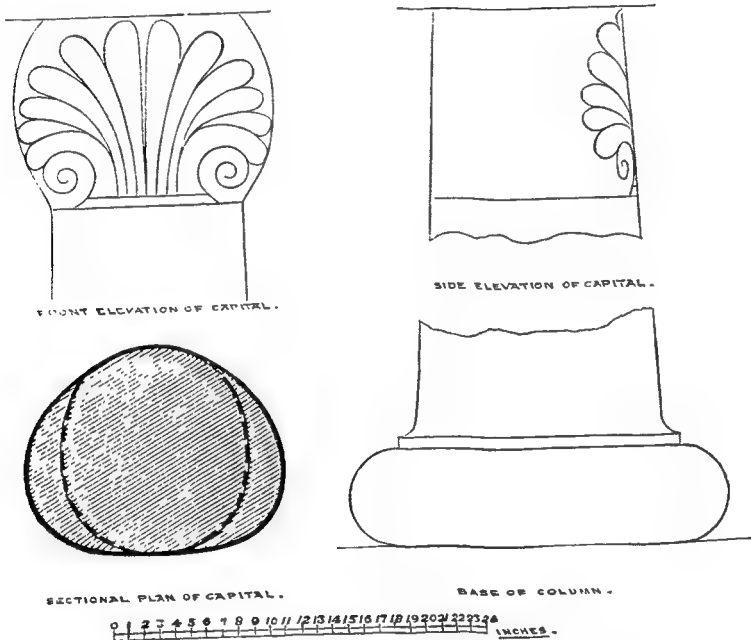 FRONT ELEVATION OF CAPITAL.
SIDE ELEVATION OF CAPITAL.
SECTIONAL PLAN OF CAPITAL.
BASE OF COLUMN.
0 1 2 3 4 5 6 7 8 9 10 11 12 13 14 15 16 17 18 19 20 21 22 23 24
INCHES.